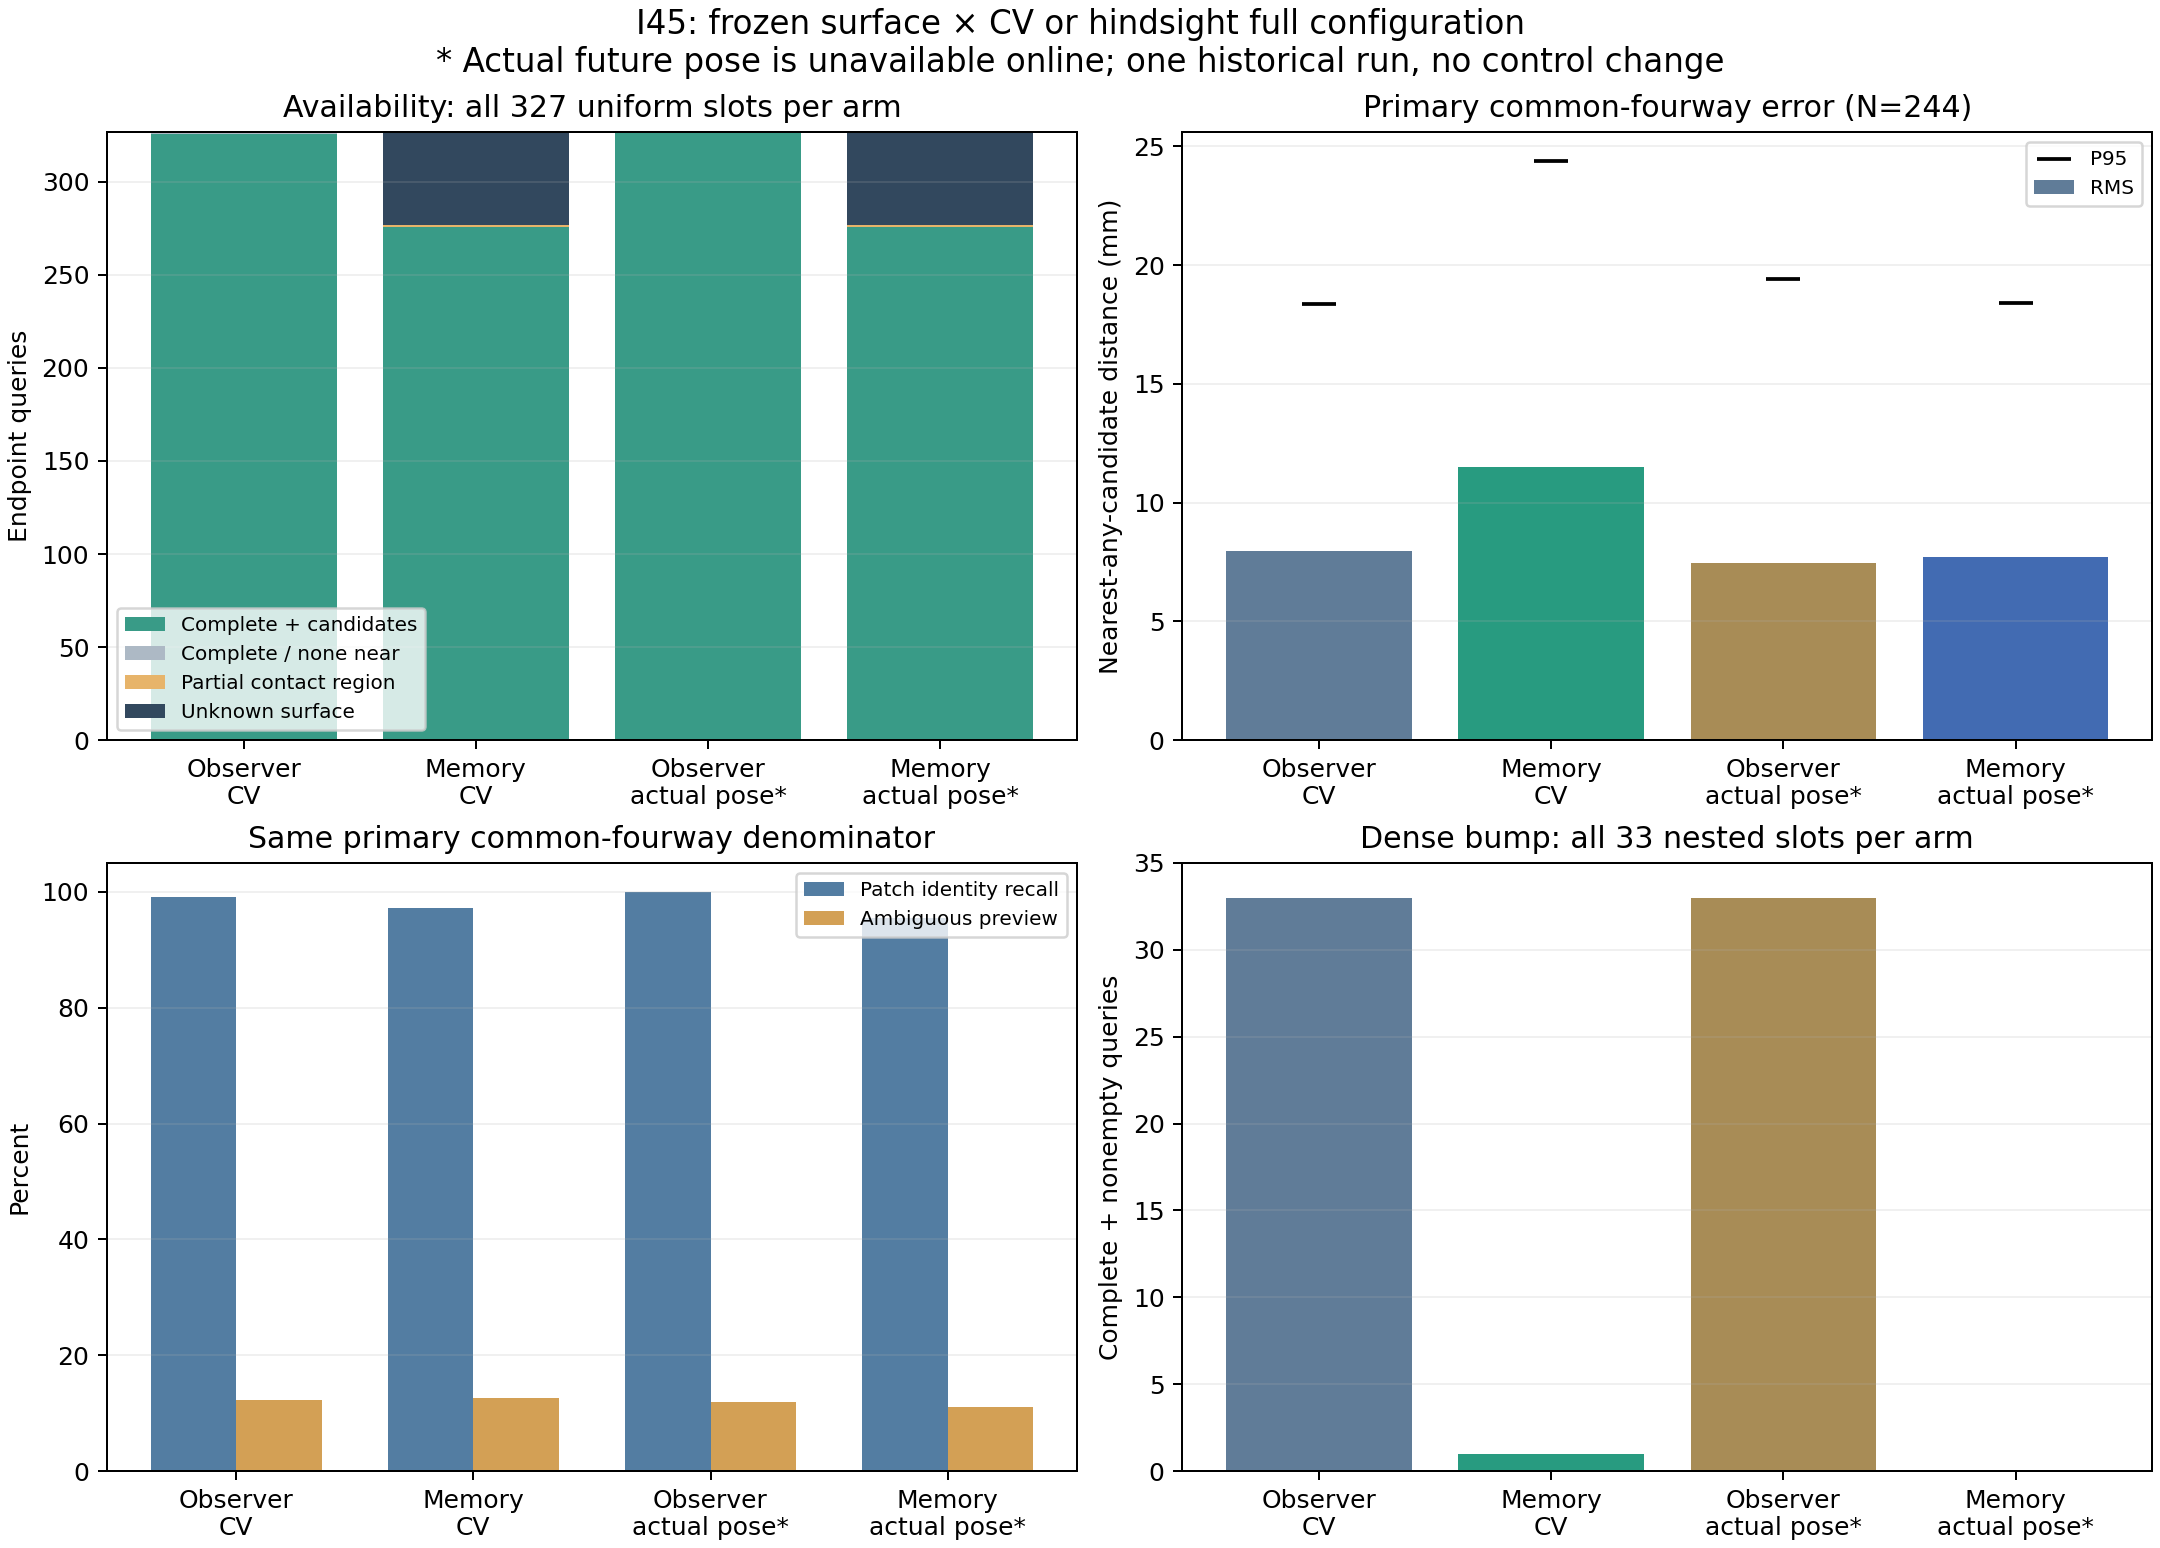 I45: frozen surface × CV or hindsight full configuration
* Actual future pose is unavailable online; one historical run, no control change
Availability: all 327 uniform slots per arm
Endpoint queries
300
250
200
150
100
50
0
Complete + candidates
Complete / none near
Partial contact region
Unknown surface
Observer
CV
Memory
CV
Observer
actual pose*
Memory
actual pose*
Primary common-fourway error (N=244)
Nearest-any-candidate distance (mm)
25
20
15
10
5
0
P95
RMS
Observer
CV
Memory
CV
Observer
actual pose*
Memory
actual pose*
Same primary common-fourway denominator
Percent
100
80
60
40
20
0
Patch identity recall
Ambiguous preview
Observer
CV
Memory
CV
Observer
actual pose*
Memory
actual pose*
Dense bump: all 33 nested slots per arm
Complete + nonempty queries
35
30
25
20
15
10
5
0
Observer
CV
Memory
CV
Observer
actual pose*
Memory
actual pose*